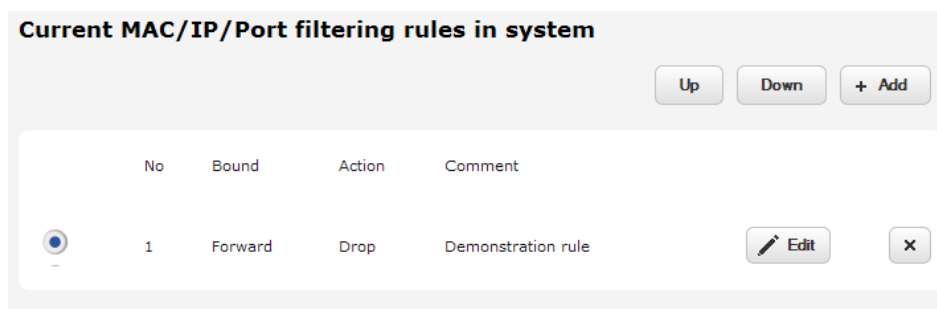 Current MAC/IP/Port filtering rules in system
Up Down + Add
No Bound Action Comment
1 Forward Drop Demonstration rule Edit ×